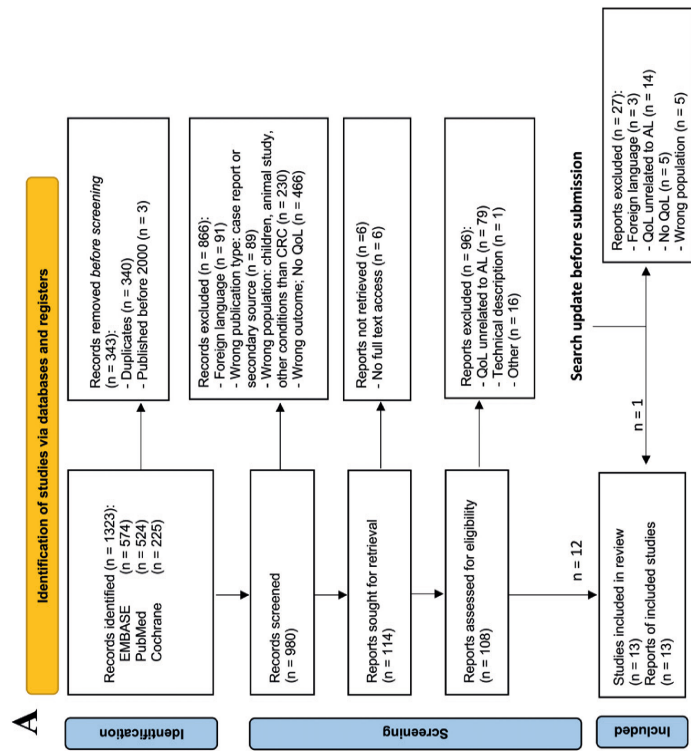 A
Identification of studies via databases and registers
Identification
Records identified (n = 1323):
EMBASE (n = 574)
PubMed (n = 524)
Cochrane (n = 225)
Records removed before screening
(n = 343):
- Duplicates (n = 340)
- Published before 2000 (n = 3)
Screening
Records screened
(n = 980)
Reports excluded (n = 866):
- Foreign language (n = 91)
- Wrong publication type: case report or
secondary source (n = 89)
- Wrong population: children, animal study,
other conditions than CRC (n = 230)
- Wrong outcome; No QoL (n = 466)
Reports sought for retrieval
(n = 114)
Reports not retrieved (n =6)
- No full text access (n = 6)
Reports assessed for eligibility
(n = 108)
Reports excluded (n = 96):
- QoL unrelated to AL (n = 79)
- Technical description (n = 1)
- Other (n = 16)
n = 12
Search update before submission
n = 1
Included
Studies included in review
(n = 13)
Reports of included studies
(n = 13)
Reports excluded (n = 27):
- Foreign language (n = 3)
- QoL unrelated to AL (n = 14)
- No QoL (n = 5)
- Wrong population (n = 5)